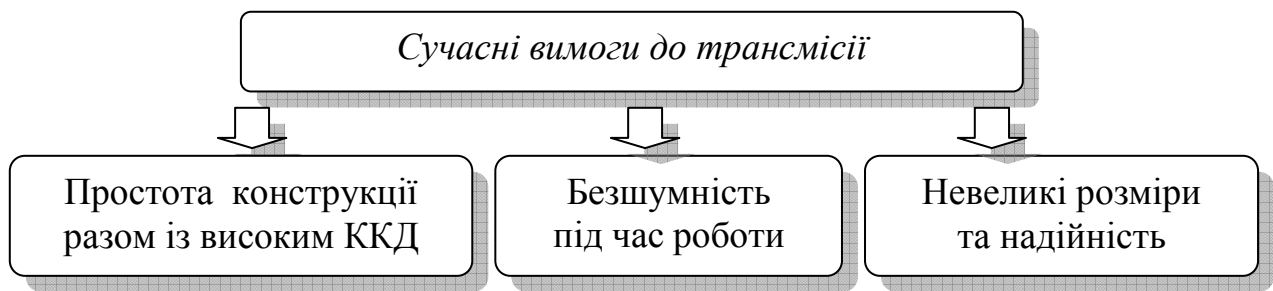 Сучасні вимоги до трансмісії
Простота конструкції
разом із високим ККД
Безшумність
під час роботи
Невеликі розміри
та надійність